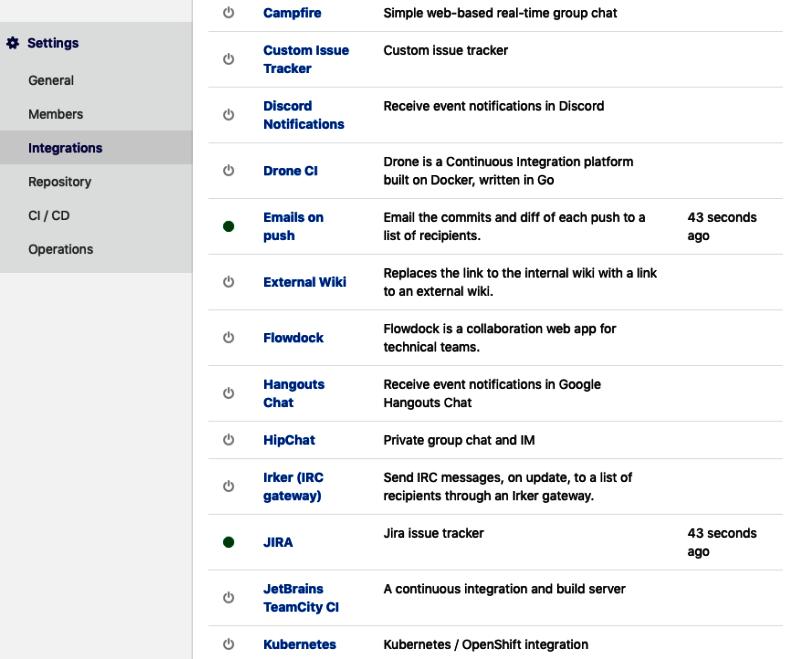 Settings
General
Members
Integrations
Repository
CI / CD
Operations
Campfire
Simple web-based real-time group chat
Custom Issue
Tracker
Custom issue tracker
Discord
Notifications
Receive event notifications in Discord
Drone CI
Drone is a Continuous Integration platform
built on Docker, written in Go
Emails on
push
Email the commits and diff of each push to a
list of recipients.
43 seconds
ago
External Wiki
Replaces the link to the internal wiki with a link
to an external wiki.
Flowdock
Flowdock is a collaboration web app for
technical teams.
Hangouts
Chat
Receive event notifications in Google
Hangouts Chat
HipChat
Private group chat and IM
Irker (IRC
gateway)
Send IRC messages, on update, to a list of
recipients through an Irker gateway.
JIRA
Jira issue tracker
43 seconds
ago
JetBrains
TeamCity CI
A continuous integration and build server
Kubernetes
Kubernetes / OpenShift integration